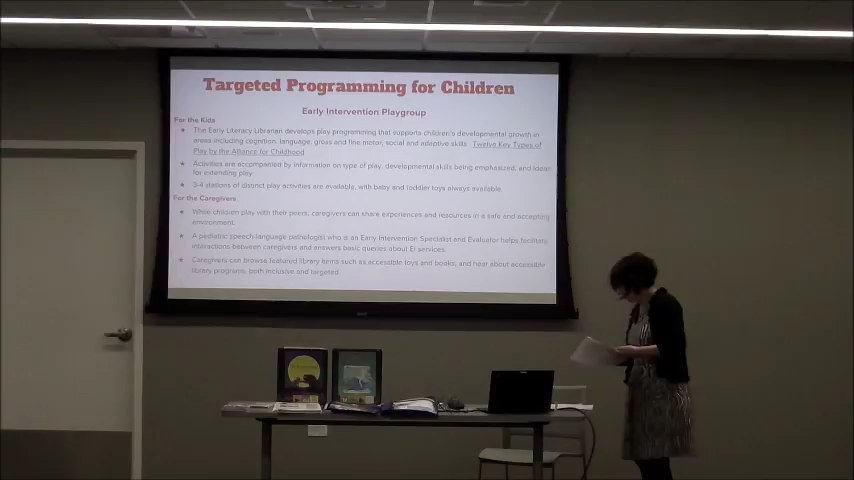 Targeted Programming for Children
Early Intervention Playgroup
For the Kids
The Early Literacy Librarian develops play programming that supports children's developmental growth in
areas including cognition, language, gross and fine motor, social and adaptive skills. Twelve Key Types of
Play by the Alliance for Childhood
Activities are accompanied by information on type of play, developmental skills being emphasized, and ideas
for extending play.
3-4 stations of distinct play activities are available, with baby and toddler toys always available.
For the Caregivers
While children play with their peers, caregivers can share experiences and resources in a safe and accepting
environment.
A pediatric speech-language pathologist who is an Early Intervention Specialist and Evaluator helps facilitate
interactions between caregivers and answers basic queries about EI services.
Caregivers can browse featured library items such as accessible toys and books, and hear about accessible
library programs, both inclusive and targeted.